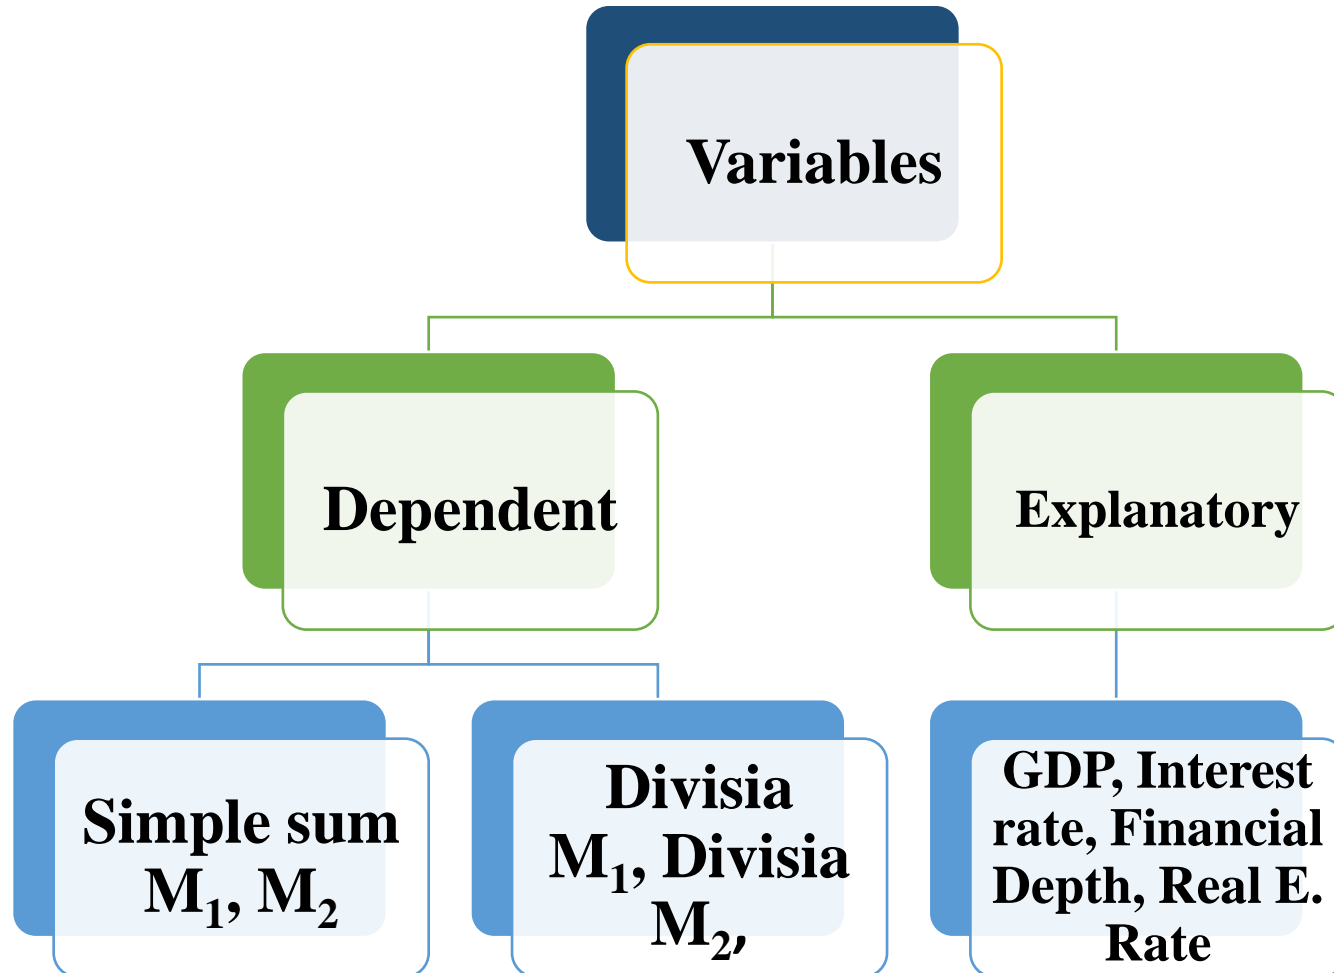 Variables
Dependent
Explanatory
Simple sum
M₁, M₂
Divisia
M₁, Divisia
M₂,
GDP, Interest
rate, Financial
Depth, Real E.
Rate